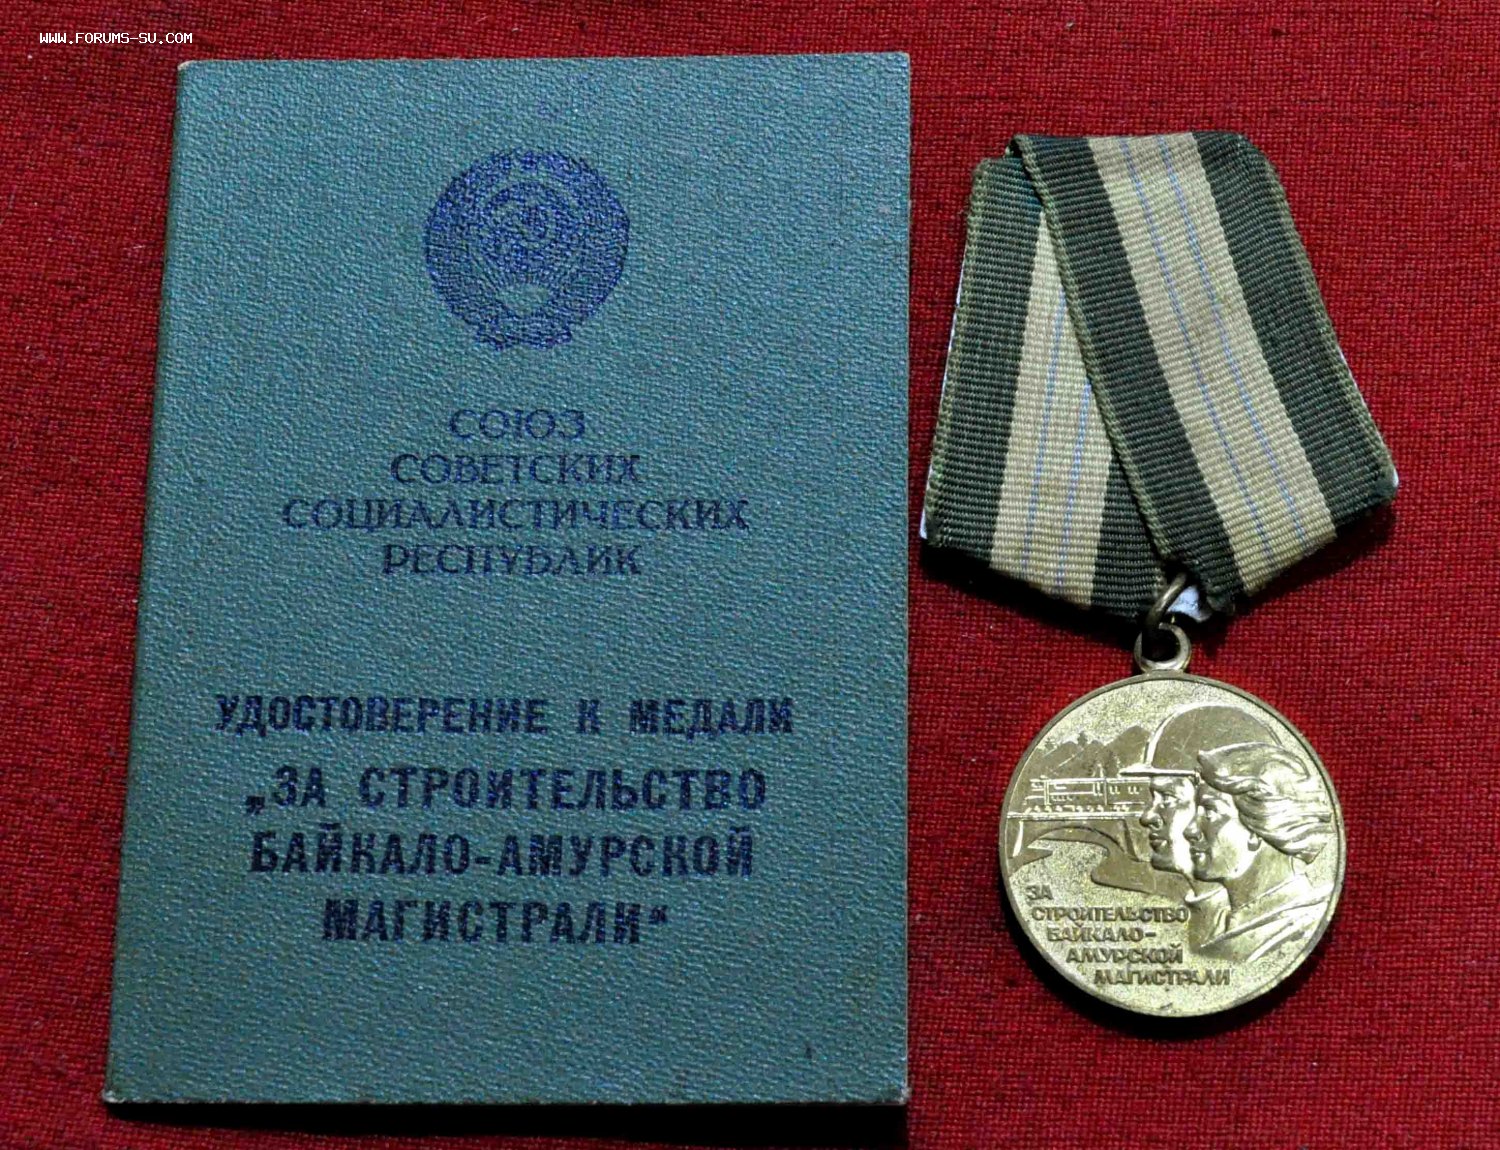 WWW.FORUMS-SU.COM
СОЮЗ
СОВЕТСКИХ
СОЦИАЛИСТИЧЕСКИХ
РЕСПУБЛИК
УДОСТОВЕРЕНИЕ К МЕДАЛИ
„ЗА СТРОИТЕЛЬСТВО
БАЙКАЛО-АМУРСКОЙ
МАГИСТРАЛИ“
ЗА
СТРОИТЕЛЬСТВО
БАЙКАЛО-
АМУРСКОЙ
МАГИСТРАЛИ